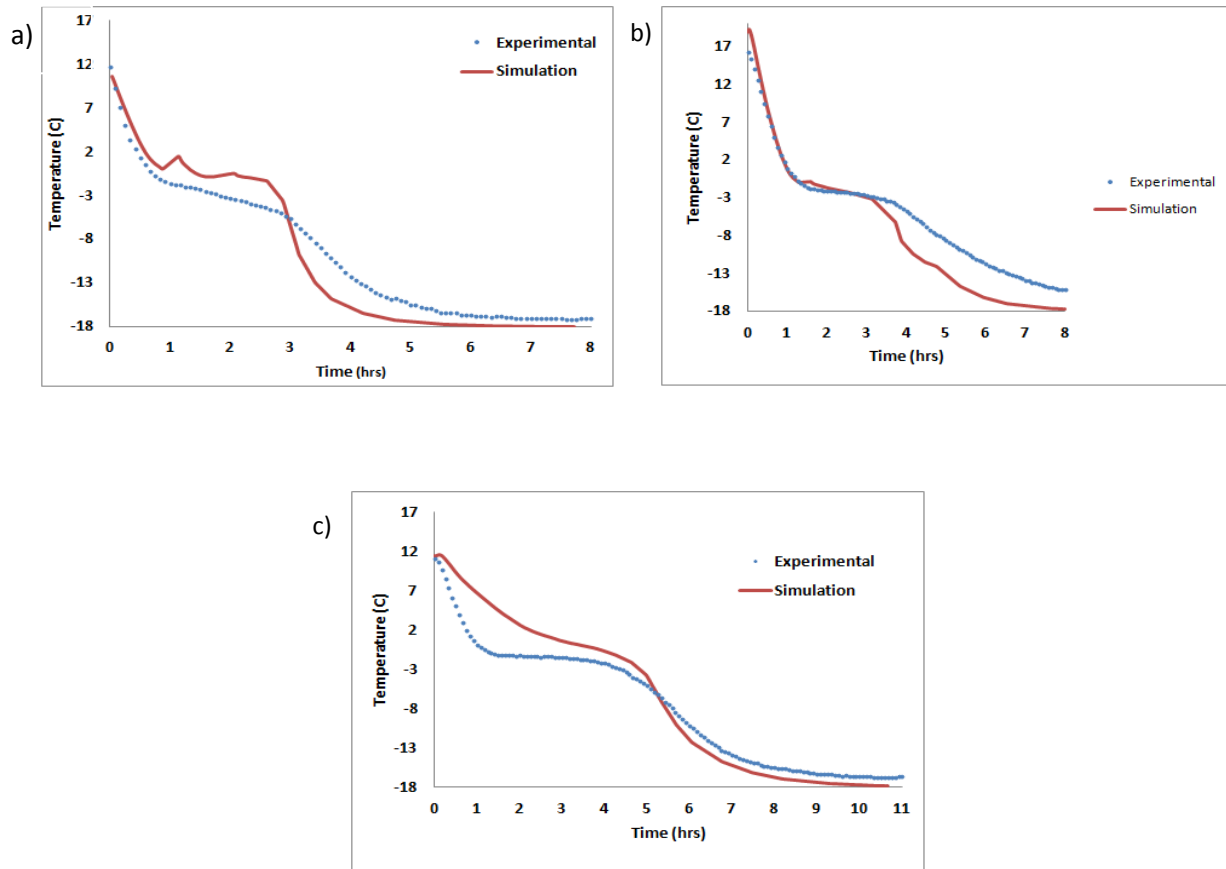 a)
17
12
7
2
-3
-8
-13
-18
Temperature (C)
Experimental
Simulation
0 1 2 3 4 5 6 7 8
Time (hrs)
b)
17
12
7
2
-3
-8
-13
-18
Temperature (C)
Experimental
Simulation
0 1 2 3 4 5 6 7 8
Time (hrs)
c)
17
12
7
2
-3
-8
-13
-18
Temperature (C)
Experimental
Simulation
0 1 2 3 4 5 6 7 8 9 10 11
Time (hrs)